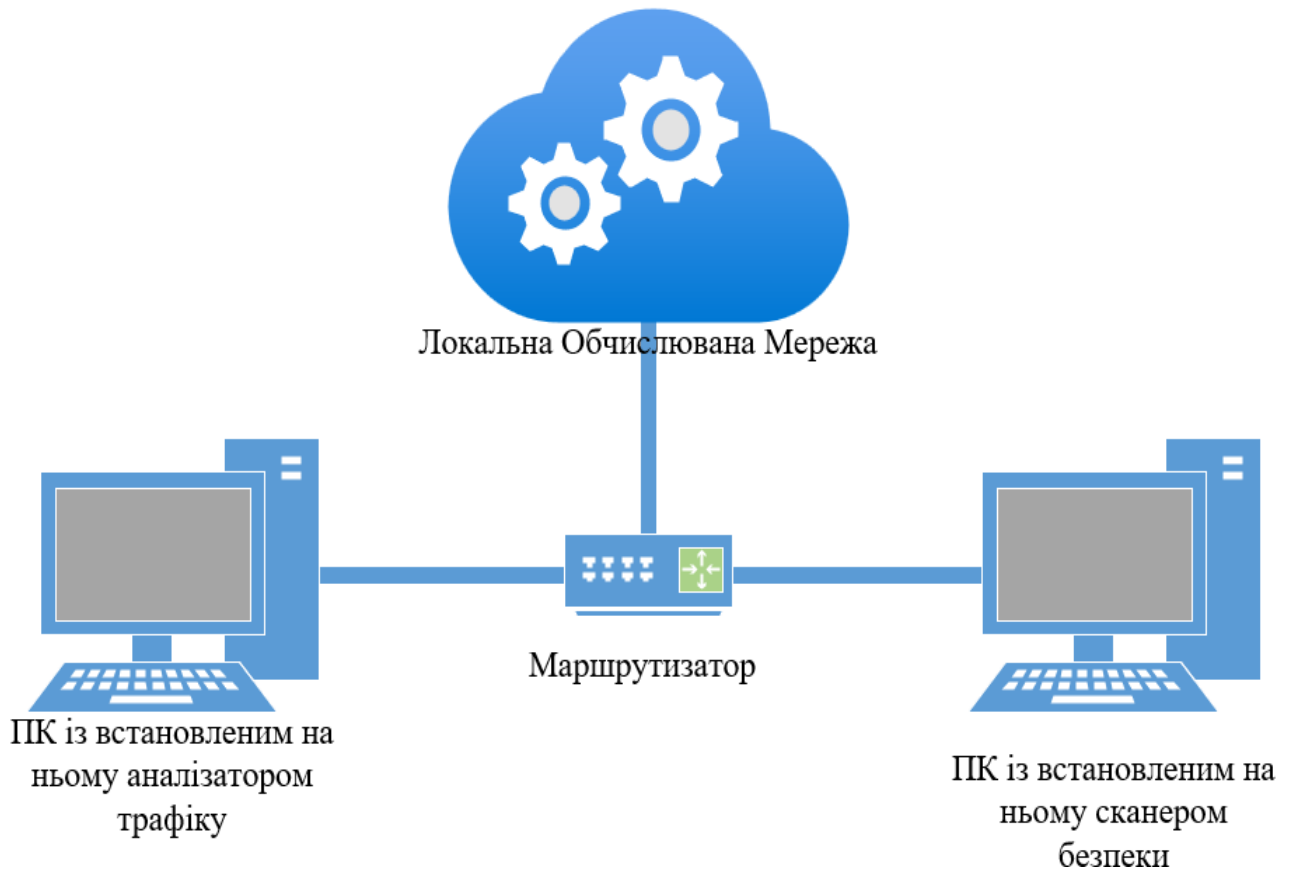 Локальна Обчислювана Мережа
Маршрутизатор
ПК із встановленим на
ньому аналізатором
трафіку
ПК із встановленим на
ньому сканером
безпеки